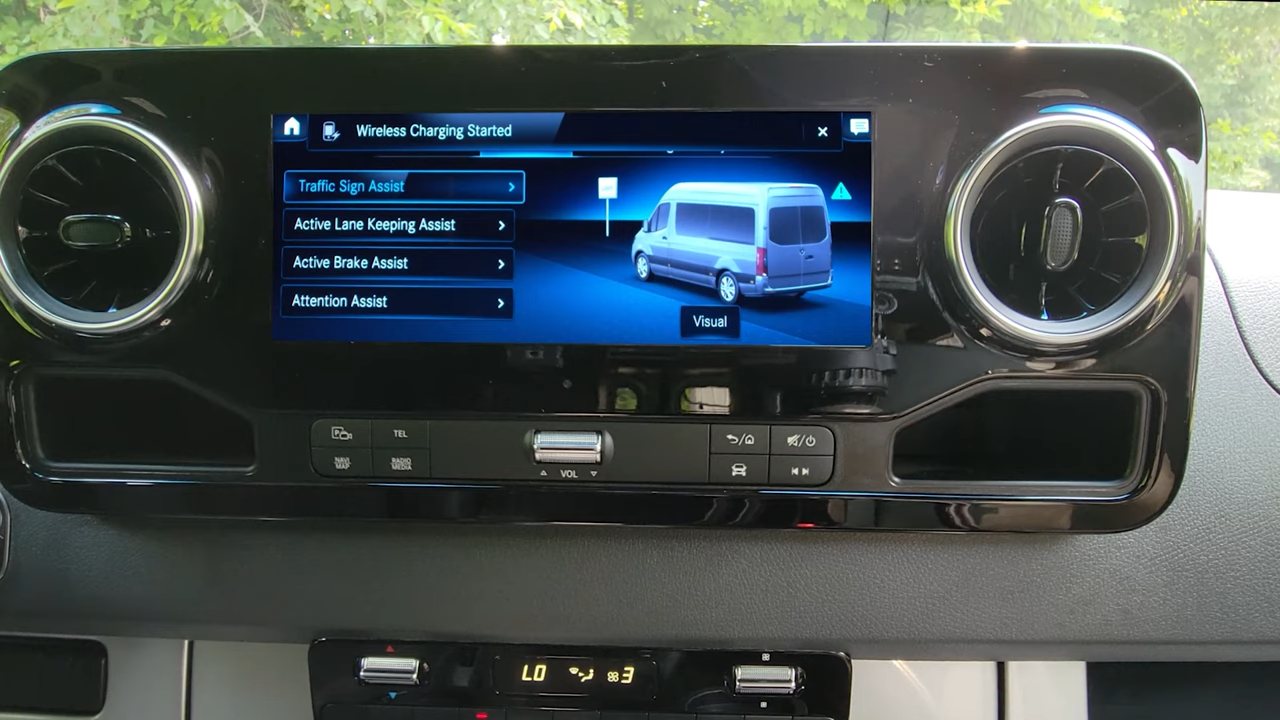 Wireless Charging Started
Traffic Sign Assist
Active Lane Keeping Assist
Active Brake Assist
Attention Assist
Visual
TEL
NAVI
MAP
RADIO
MEDIA
VOL
LO 3